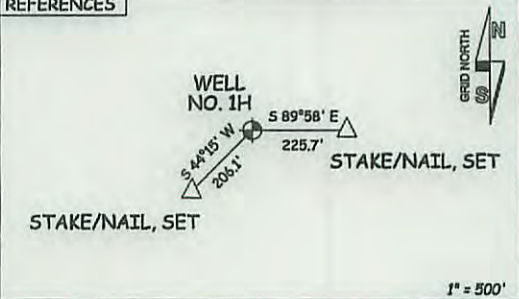 REFERENCES
GRID NORTH
N
S
WELL
NO. 1H
S 89°58' E
225.7'
S 44°15' W
206.1'
STAKE/NAIL, SET
STAKE/NAIL, SET
1" = 500'